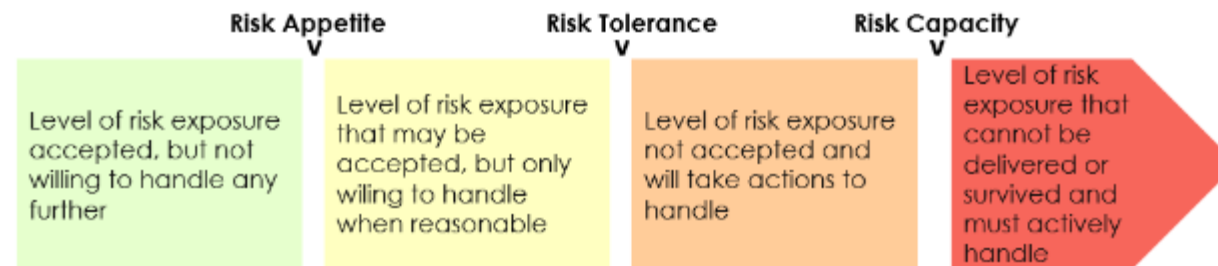 Risk Appetite
Risk Tolerance
Risk Capacity
v
v
v
Level of risk exposure
accepted, but not
willing to handle any
further
Level of risk exposure
that may be
accepted, but only
wiling to handle
when reasonable
Level of risk exposure
not accepted and
will take actions to
handle
Level of risk
exposure that
cannot be
delivered or
survived and
must actively
handle